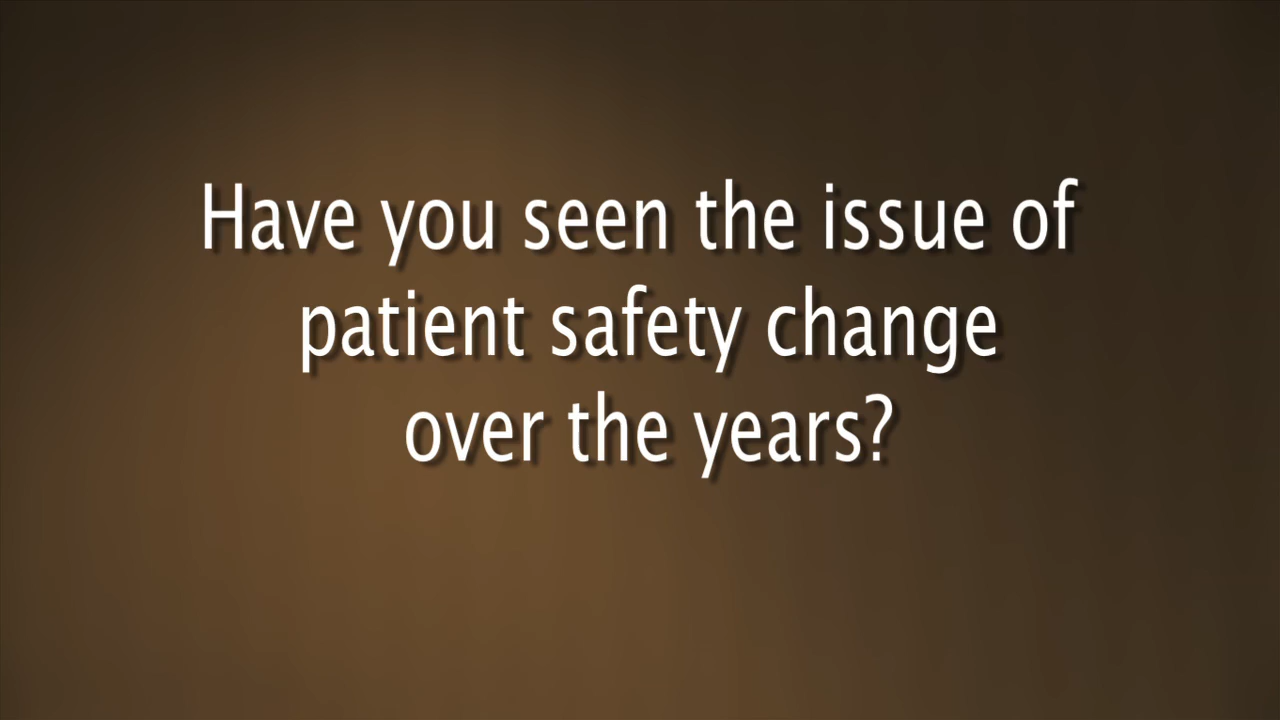 Have you seen the issue of
patient safety change
over the years?